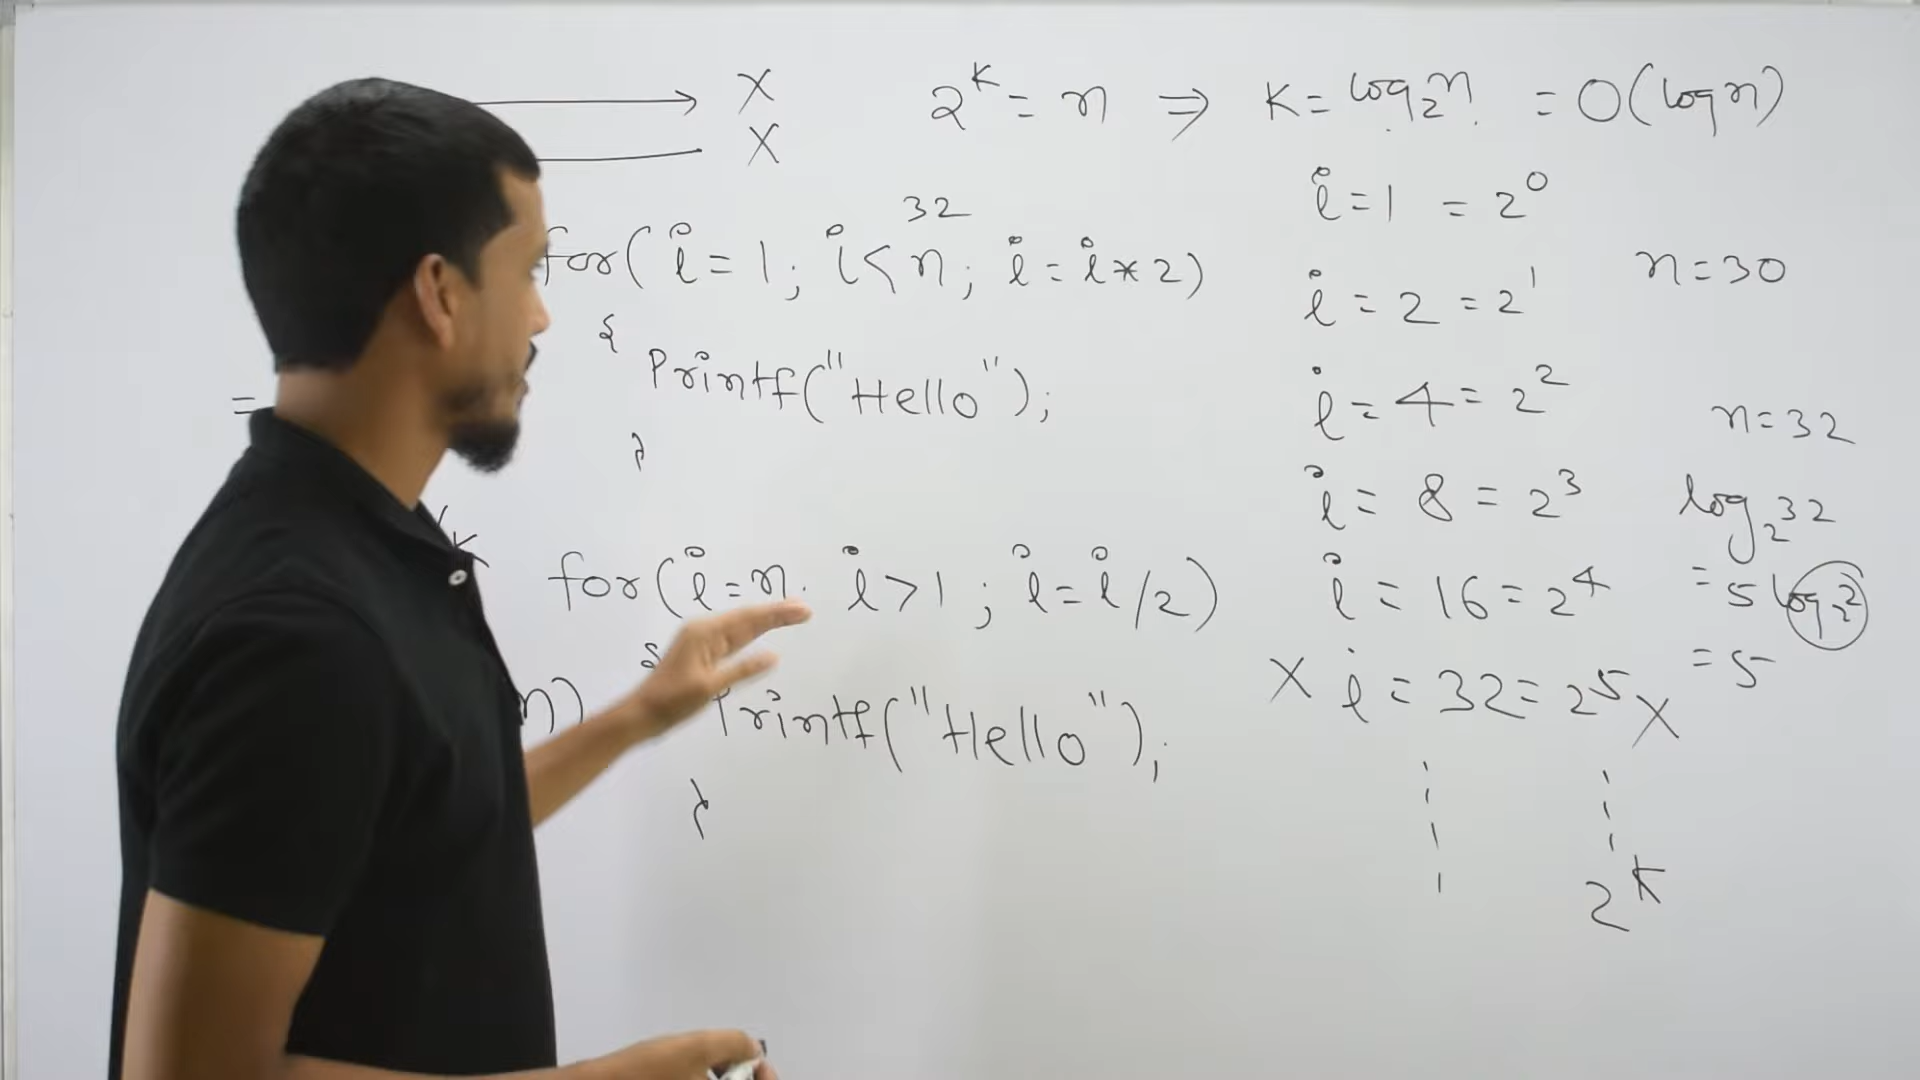 X 2^K = n ⇒ K = log₂n = O(log n)
X
32
for( i = 1; i < n; i = i * 2)
{
Printf("Hello");
}
=
K
for( i = n; i > 1; i = i/2)
{
n)
Printf("Hello");
}
i = 1 = 2^0
i = 2 = 2^1
i = 4 = 2^2
i = 8 = 2^3
i = 16 = 2^4
X i = 32 = 2^5 X
2^K
n = 30
n = 32
log₂32
= 5 log₂2
= 5